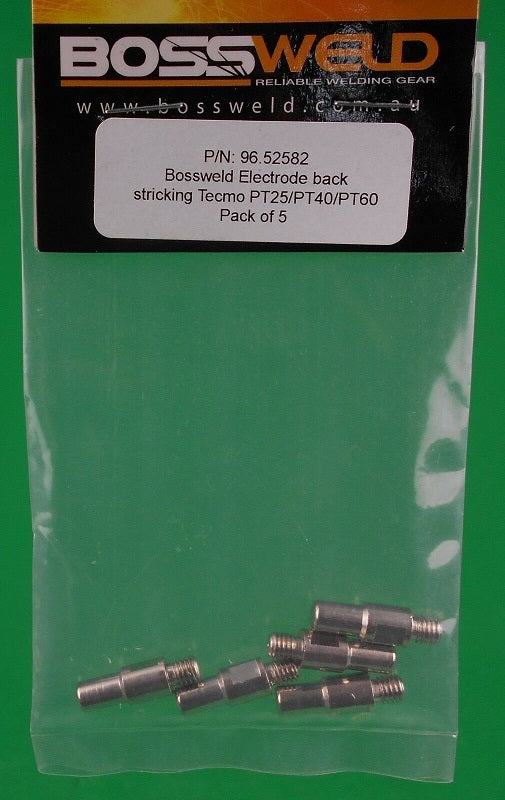 BOSSWELD
RELIABLE WELDING GEAR
www.bossweld.com.au
P/N: 96.52582
Bossweld Electrode back
stricking Tecmo PT25/PT40/PT60
Pack of 5